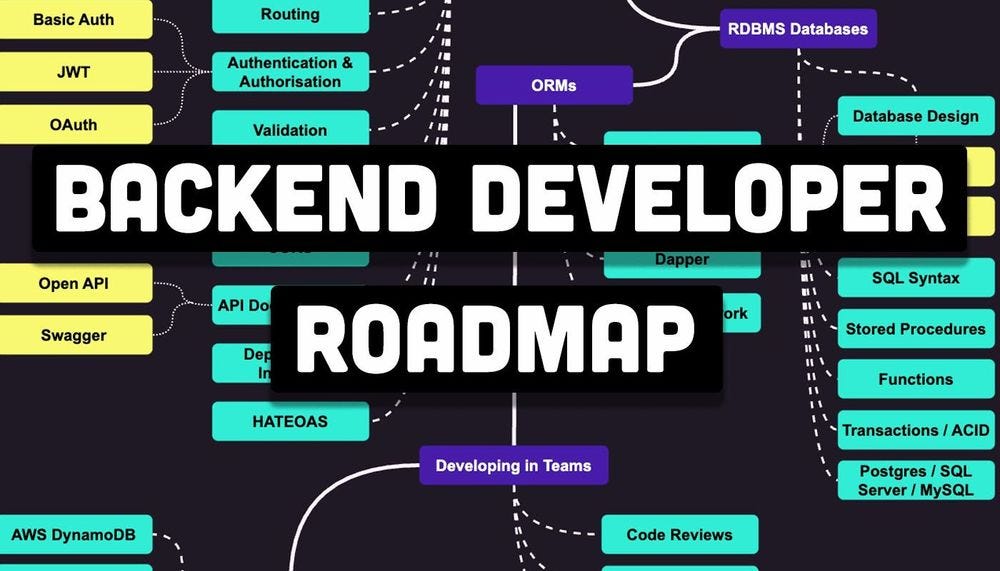 Basic Auth
Routing
RDBMS Databases
JWT
Authentication &
Authorisation
ORMs
OAuth
Validation
Database Design
BACKEND DEVELOPER
Dapper
Open API
SQL Syntax
API
ROADMAP
Swagger
Stored Procedures
Functions
HATEOAS
Transactions / ACID
Developing in Teams
Postgres / SQL
Server / MySQL
AWS DynamoDB
Code Reviews